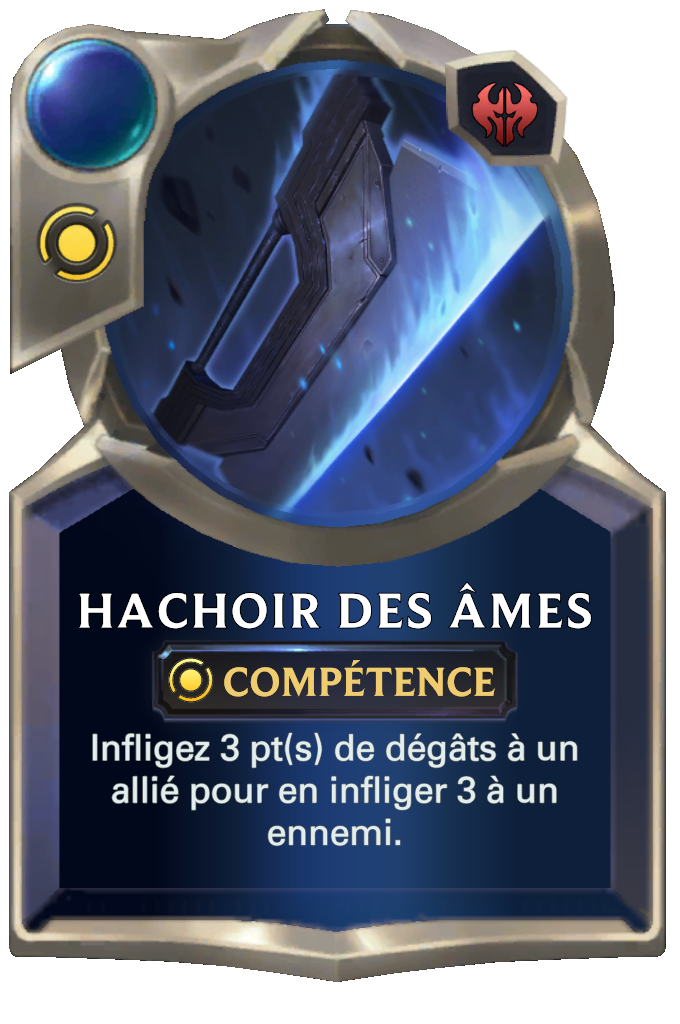 HACHOIR DES ÂMES
COMPÉTENCE
Infligez 3 pt(s) de dégâts à un
allié pour en infliger 3 à un
ennemi.